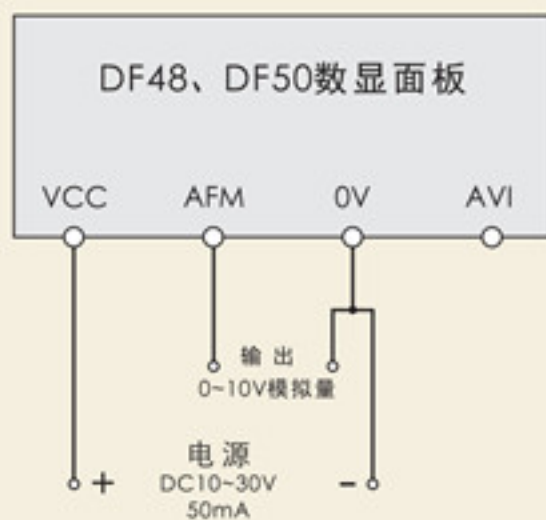 DF48、DF50数显面板
VCC AFM 0V AVI
输出
0~10V模拟量
电源
+ DC10~30V -
50mA